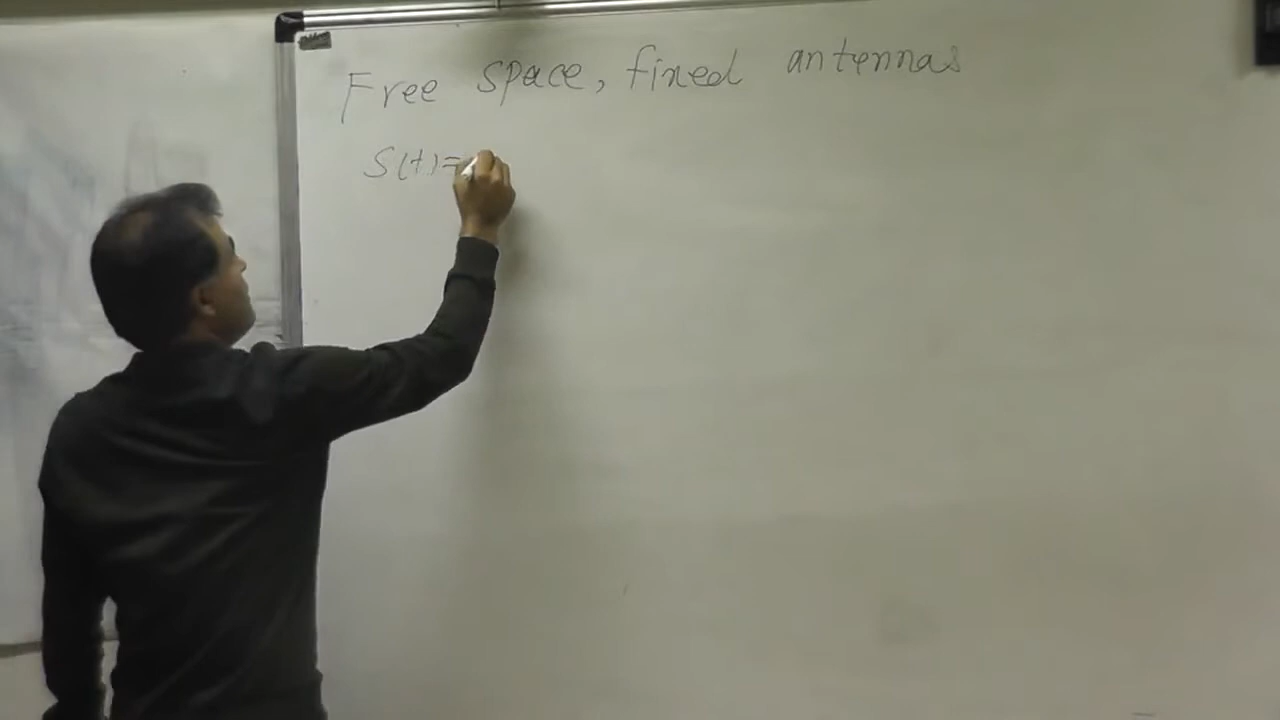 Free space, fixed antennas
S(t)=